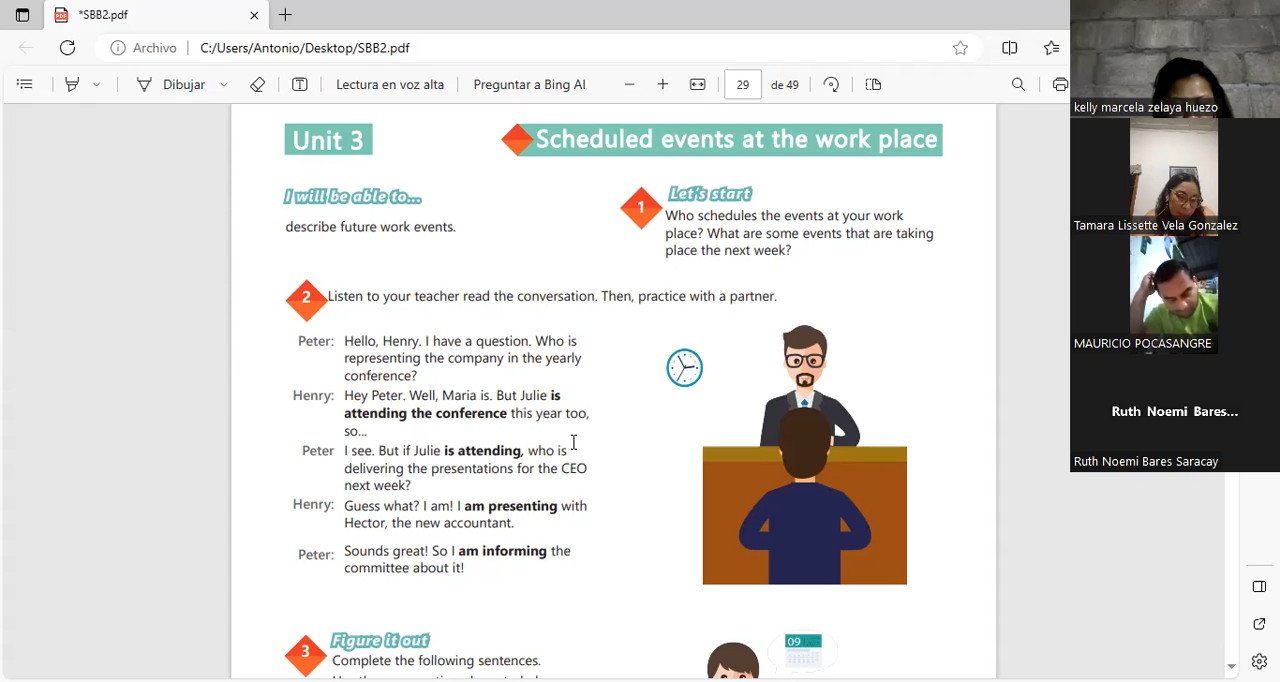 *SBB2.pdf
Archivo
C:/Users/Antonio/Desktop/SBB2.pdf
Dibujar
Lectura en voz alta
Preguntar a Bing AI
29
de 49
Unit 3
Scheduled events at the work place
I will be able to...
describe future work events.
1
Let's start
Who schedules the events at your work
place? What are some events that are taking
place the next week?
2
Listen to your teacher read the conversation. Then, practice with a partner.
Peter: Hello, Henry. I have a question. Who is
representing the company in the yearly
conference?
Henry: Hey Peter. Well, Maria is. But Julie is
attending the conference this year too,
so...
Peter I see. But if Julie is attending, who is
delivering the presentations for the CEO
next week?
Henry: Guess what? I am! I am presenting with
Hector, the new accountant.
Peter: Sounds great! So I am informing the
committee about it!
3
Figure it out
Complete the following sentences.
09
kelly marcela zelaya huezo
Tamara Lissette Vela Gonzalez
MAURICIO POCASANGRE
Ruth Noemi Bares...
Ruth Noemi Bares Saracay